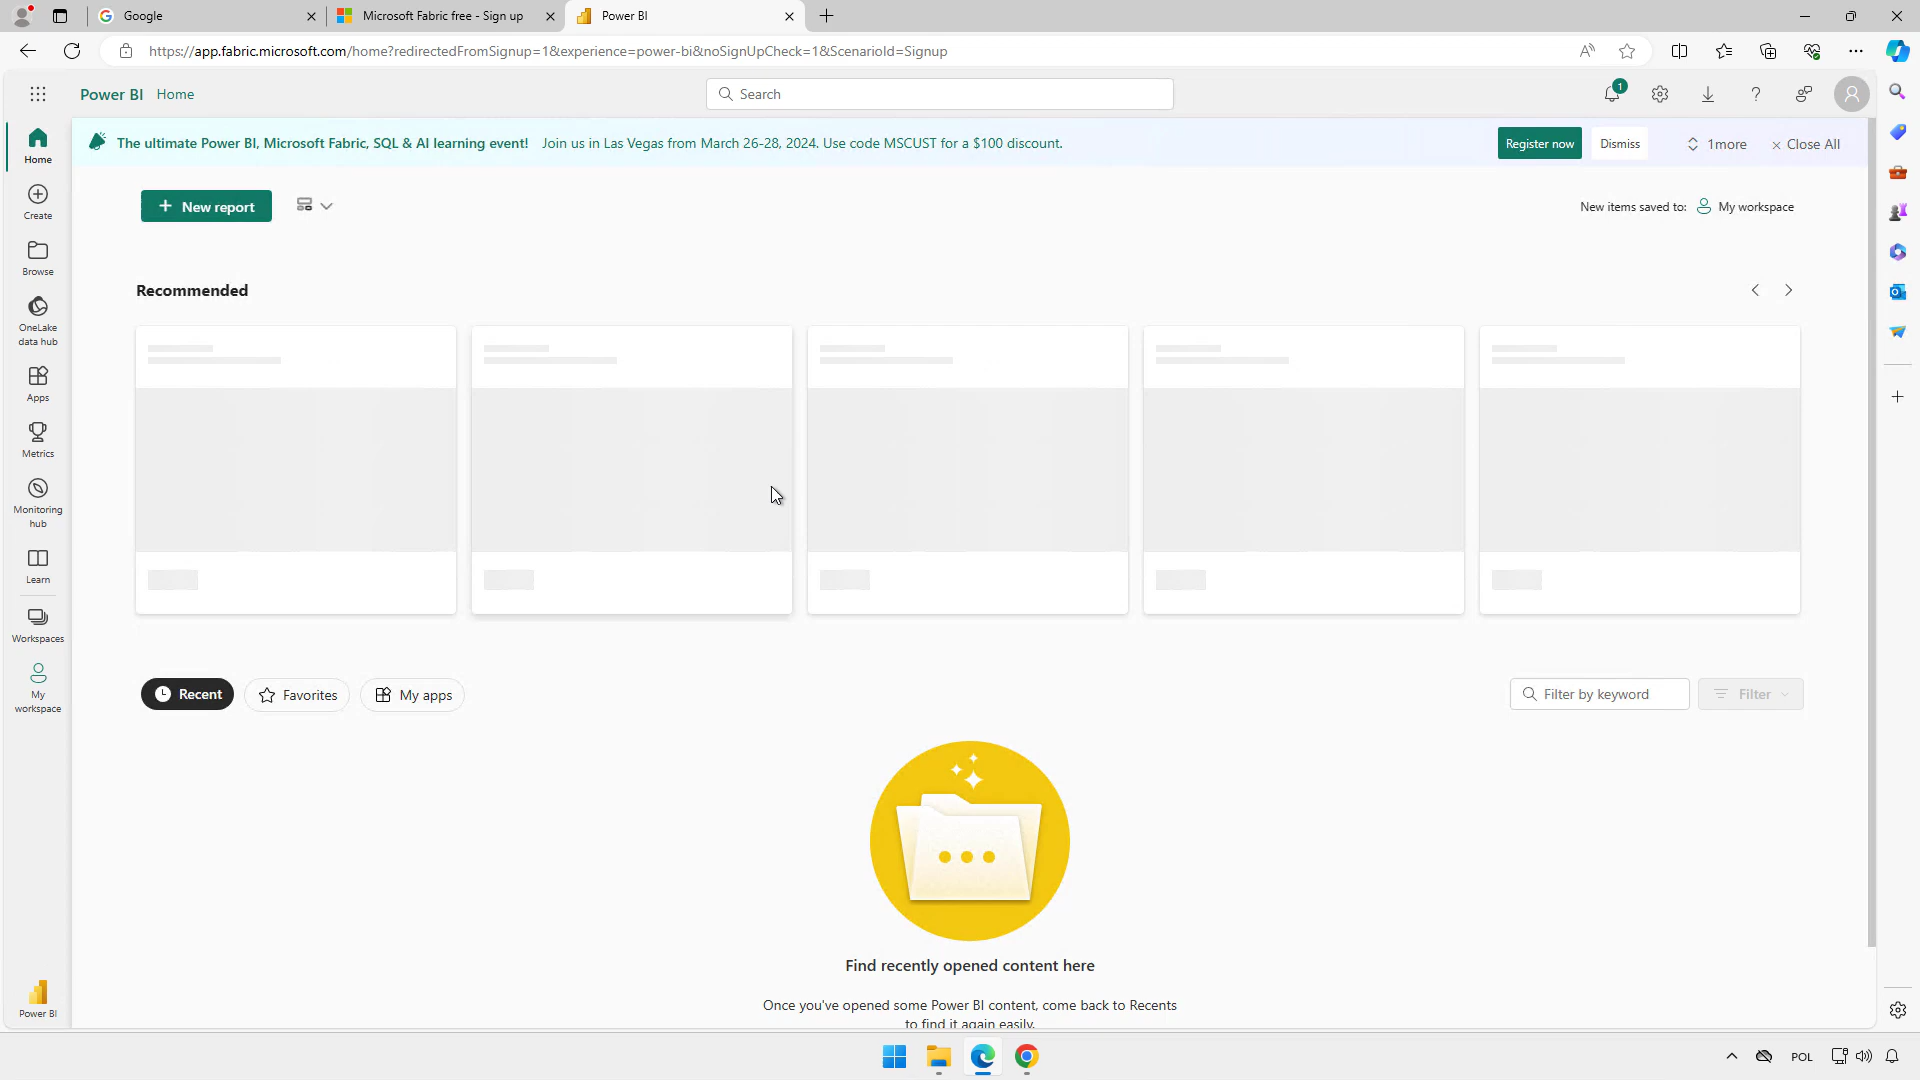 Google
Microsoft Fabric free - Sign up
Power BI
https://app.fabric.microsoft.com/home?redirectedFromSignup=1&experience=power-bi&noSignUpCheck=1&ScenarioId=Signup
Power BI Home
Search
1
The ultimate Power BI, Microsoft Fabric, SQL & AI learning event! Join us in Las Vegas from March 26-28, 2024. Use code MSCUST for a $100 discount.
Register now
Dismiss
1more
Close All
Home
Create
Browse
OneLake
data hub
Apps
Metrics
Monitoring
hub
Learn
Workspaces
My
workspace
Power BI
New report
New items saved to: My workspace
Recommended
Recent
Favorites
My apps
Filter by keyword
Filter
Find recently opened content here
Once you've opened some Power BI content, come back to Recents
to find it again easily.
POL